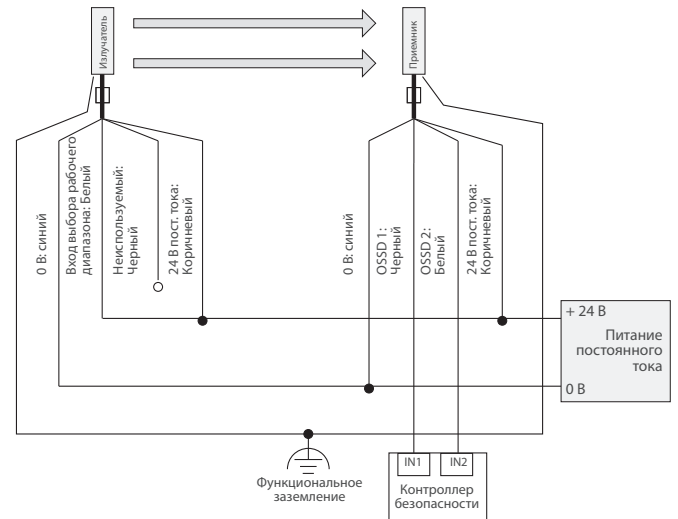 Излучатель
Приемник
0 В: синий
Вход выбора рабочего
диапазона: Белый
Неиспользуемый:
Черный
24 В пост. тока:
Коричневый
0 В: синий
OSSD 1:
Черный
OSSD 2:
Белый
24 В пост. тока:
Коричневый
+ 24 В
Питание
постоянного
тока
0 В
Функциональное
заземление
IN1
IN2
Контроллер
безопасности